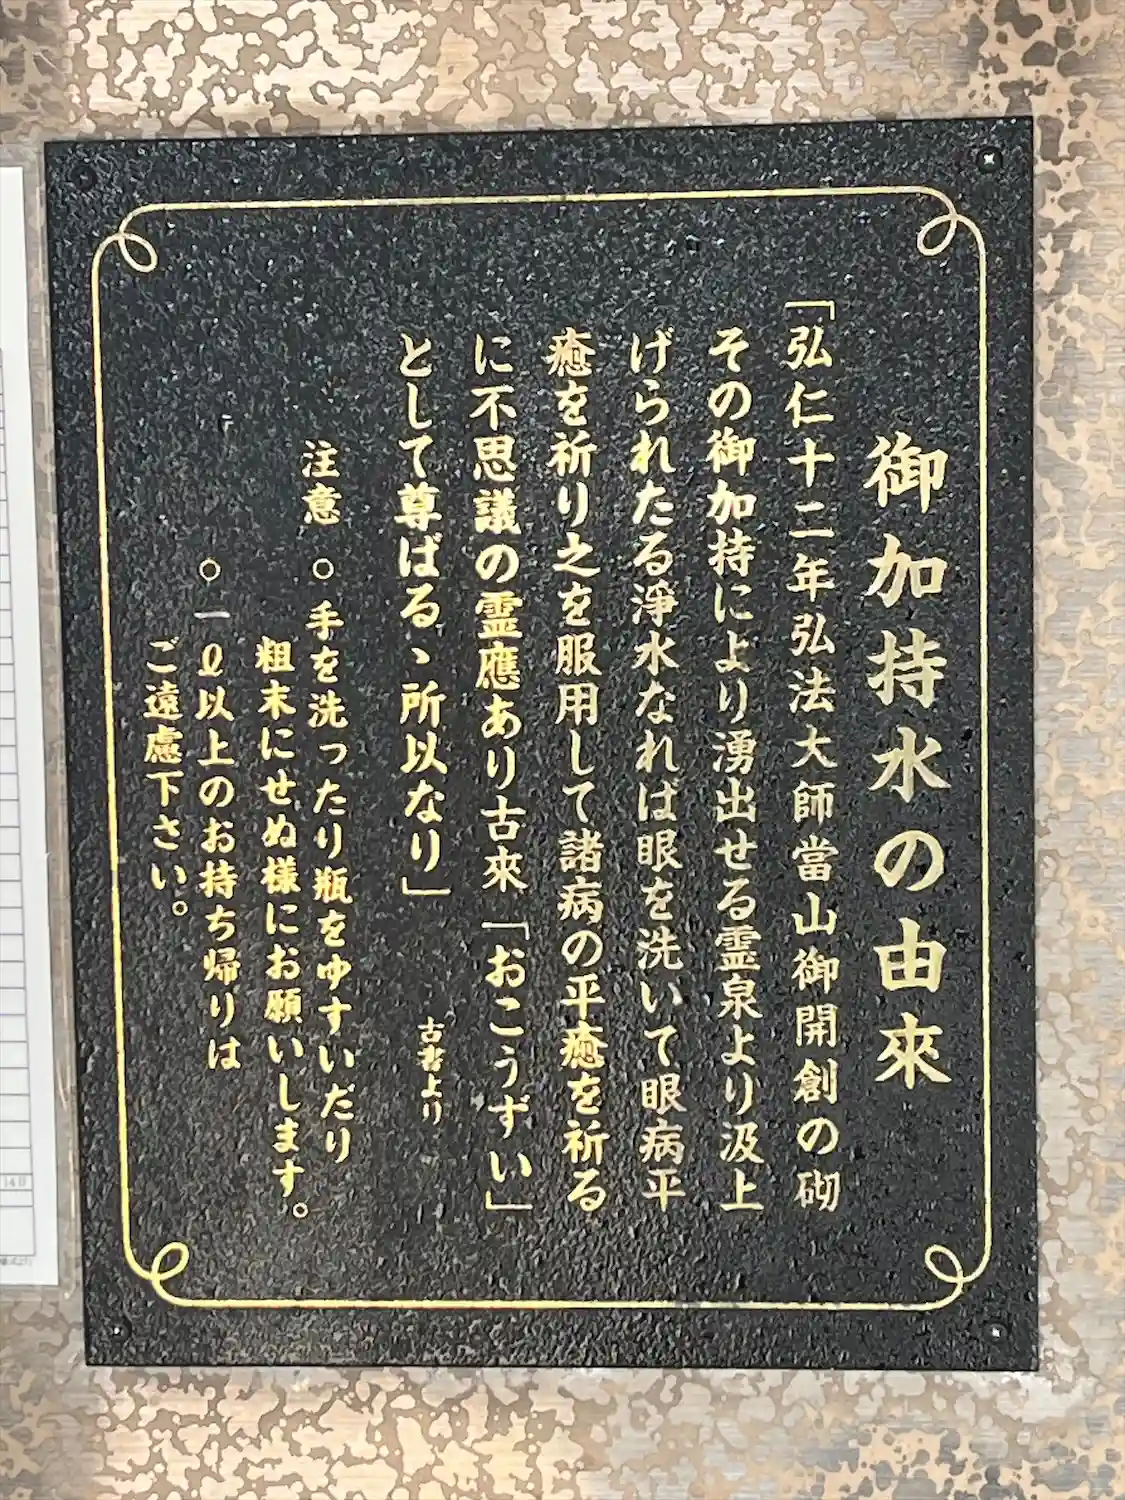 御加持水の由來
「弘仁十二年弘法大師當山御開創の砌
その御加持により湧出せる霊泉より汲上
げられたる淨水なれば眼を洗いて眼病平
癒を祈り之を服用して諸病の平癒を祈る
に不思議の霊應あり古來「おこうずい」
として尊ばるゝ所以なり」 古書より
注意 ○ 手を洗ったり瓶をゆすいだり
粗末にせぬ様にお願いします。
○ 一ℓ以上のお持ち帰りは
ご遠慮下さい。
14日